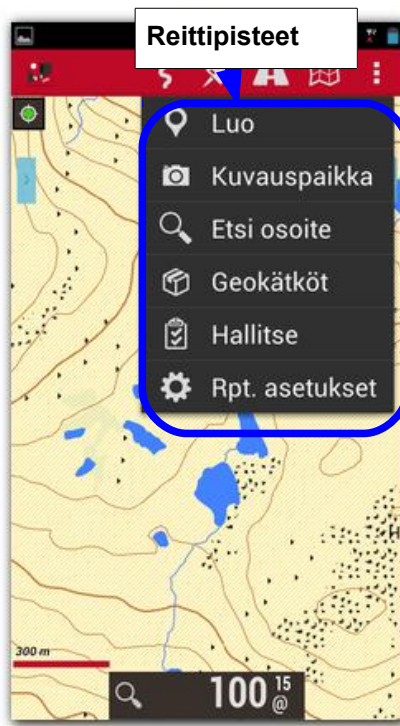 Reittipisteet
Luo
Kuvauspaikka
Etsi osoite
Geokätköt
Hallitse
Rpt. asetukset
H
300 m
100 15 @